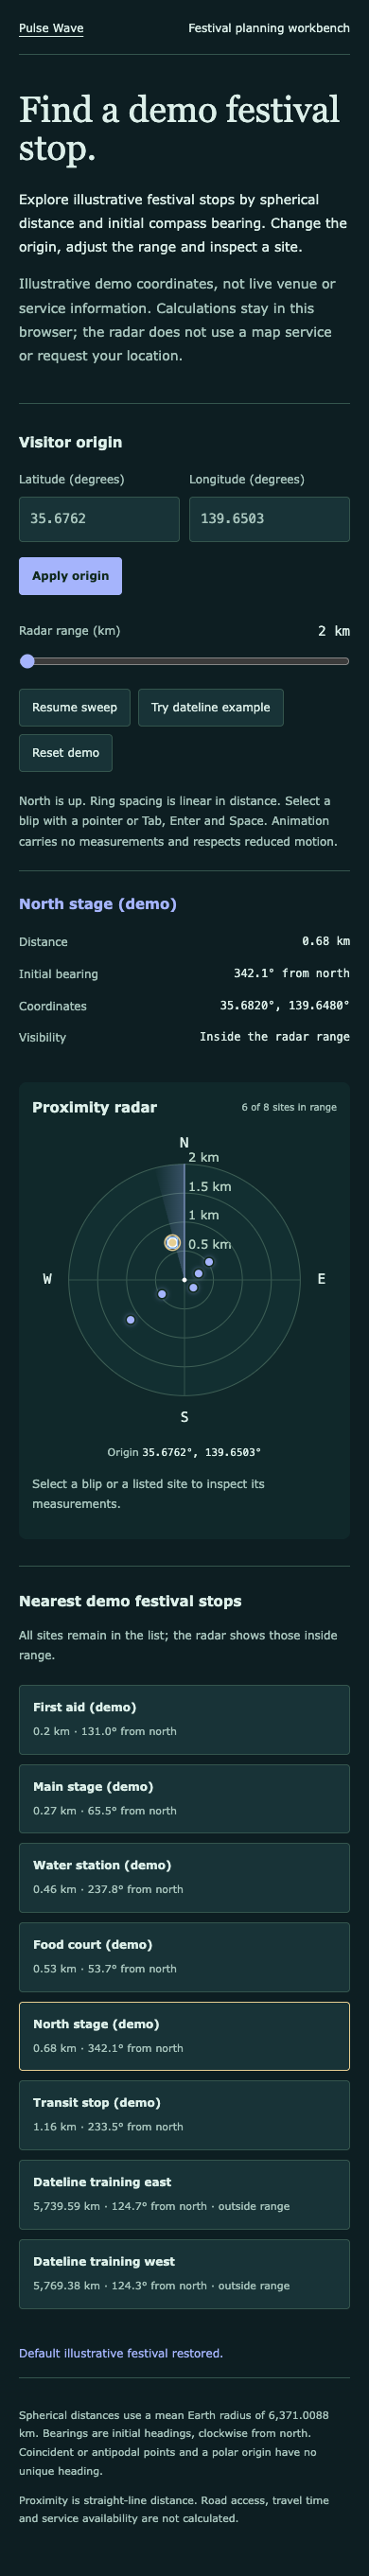 Pulse Wave
Festival planning workbench
Find a demo festival
stop.
Explore illustrative festival stops by spherical
distance and initial compass bearing. Change the
origin, adjust the range and inspect a site.
Illustrative demo coordinates, not live venue or
service information. Calculations stay in this
browser; the radar does not use a map service
or request your location.
Visitor origin
Latitude (degrees)
Longitude (degrees)
35.6762
139.6503
Apply origin
Radar range (km)
2 km
Resume sweep
Try dateline example
Reset demo
North is up. Ring spacing is linear in distance. Select a
blip with a pointer or Tab, Enter and Space. Animation
carries no measurements and respects reduced motion.
North stage (demo)
Distance
0.68 km
Initial bearing
342.1° from north
Coordinates
35.6820°, 139.6480°
Visibility
Inside the radar range
Proximity radar
6 of 8 sites in range
N
2 km
1.5 km
1 km
0.5 km
W
E
S
Origin 35.6762°, 139.6503°
Select a blip or a listed site to inspect its
measurements.
Nearest demo festival stops
All sites remain in the list; the radar shows those inside
range.
First aid (demo)
0.2 km · 131.0° from north
Main stage (demo)
0.27 km · 65.5° from north
Water station (demo)
0.46 km · 237.8° from north
Food court (demo)
0.53 km · 53.7° from north
North stage (demo)
0.68 km · 342.1° from north
Transit stop (demo)
1.16 km · 233.5° from north
Dateline training east
5,739.59 km · 124.7° from north · outside range
Dateline training west
5,769.38 km · 124.3° from north · outside range
Default illustrative festival restored.
Spherical distances use a mean Earth radius of 6,371.0088
km. Bearings are initial headings, clockwise from north.
Coincident or antipodal points and a polar origin have no
unique heading.
Proximity is straight-line distance. Road access, travel time
and service availability are not calculated.